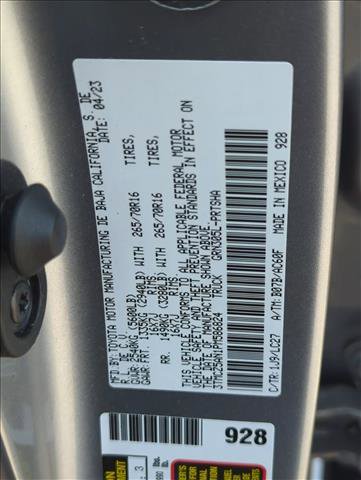 MFD.BY: TOYOTA MOTOR MANUFACTURING DE BAJA CALIFORNIA, S. DE
R. L. DE C.V. DATE: 04/23
GVWR: 2540KG (5600LB)
GAWR: FRT. 1335KG (2940LB) WITH 265/70R16 TIRES,
16X7J RIMS
RR. 1490KG (3280LB) WITH 265/70R16 TIRES,
16X7J RIMS
THIS VEHICLE CONFORMS TO ALL APPLICABLE FEDERAL MOTOR
VEHICLE SAFETY AND THEFT PREVENTION STANDARDS IN EFFECT ON
THE DATE OF MANUFACTURE SHOWN ABOVE.
3TMCZ5AN1PM586824 TRUCK GRN305L-PRTSHA
C/TR:1J9/LC27 A/TM:B07B/AC60F MADE IN MEXICO 928
928